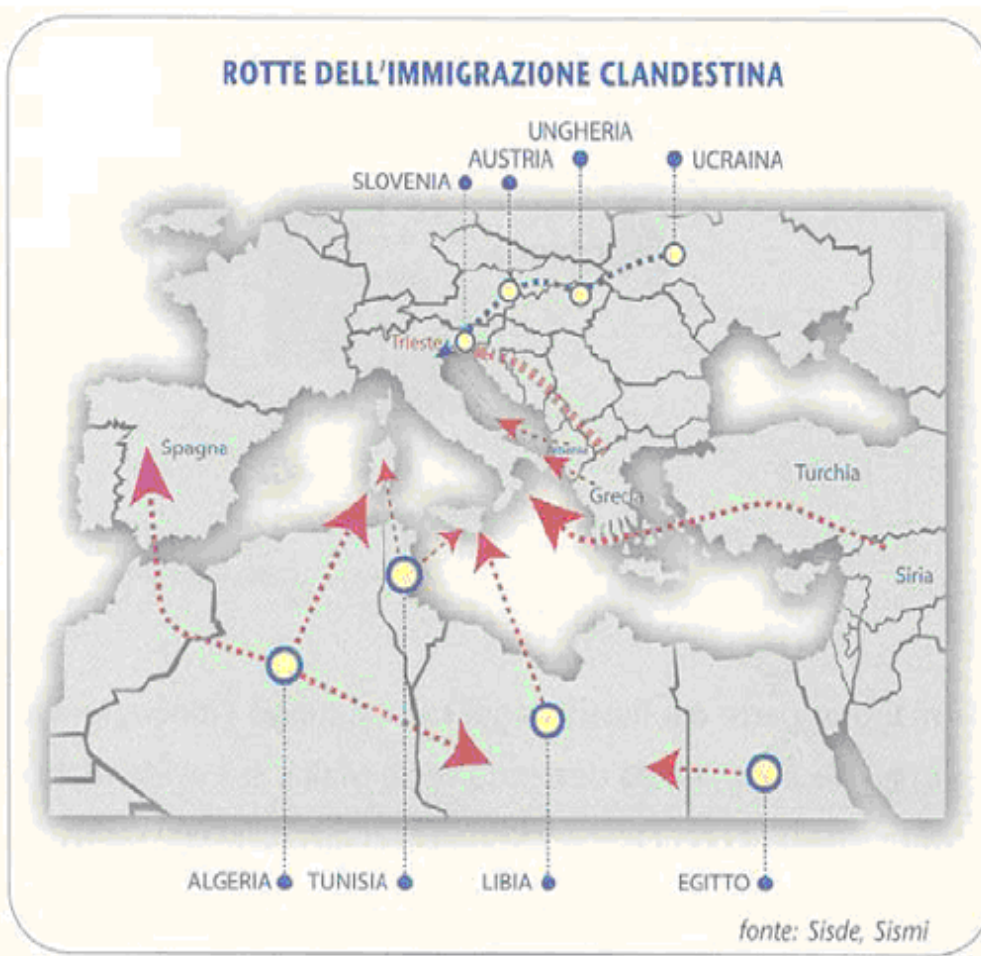 ROTTE DELL'IMMIGRAZIONE CLANDESTINA
UNGHERIA
AUSTRIA
UCRAINA
SLOVENIA
Trieste
Spagna
Albania
Grecia
Turchia
Siria
ALGERIA
TUNISIA
LIBIA
EGITTO
fonte: Sisde, Sismi